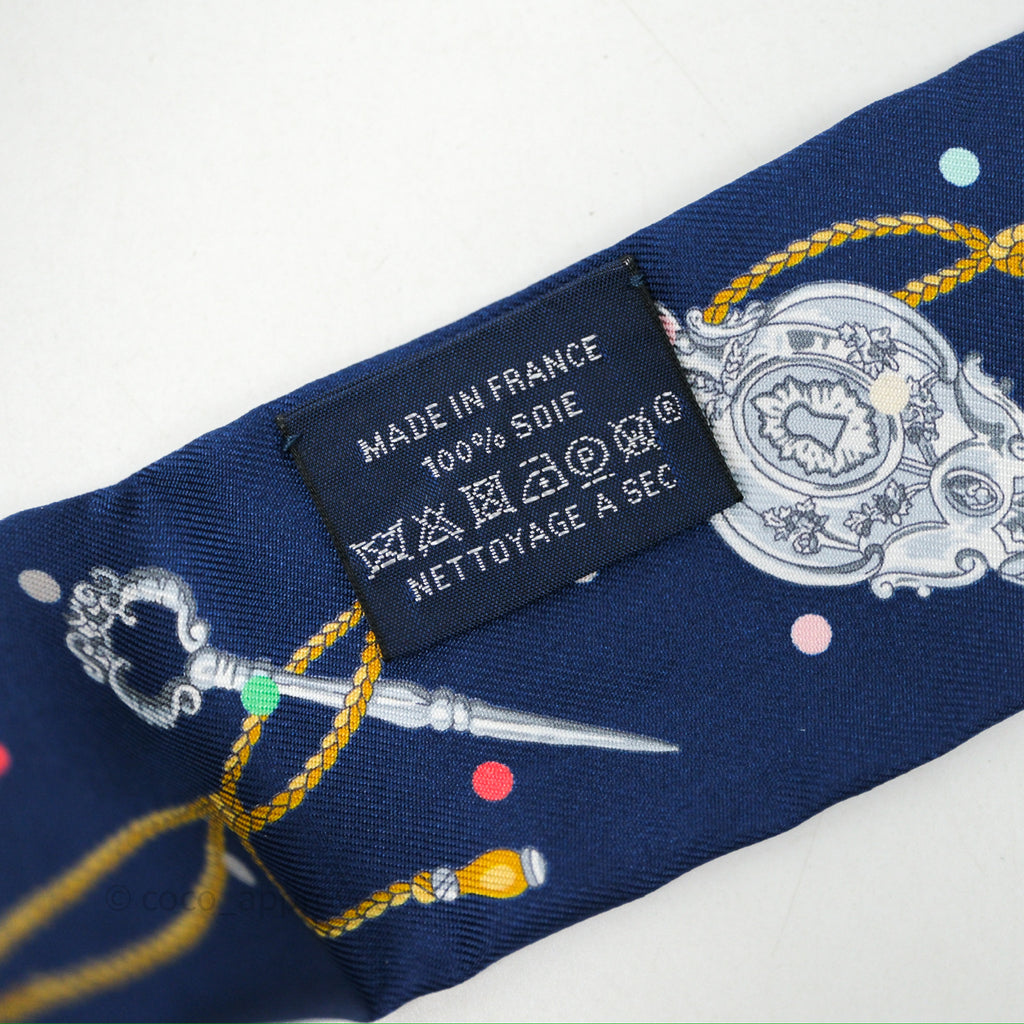 MADE IN FRANCE
100% SOIE
®
NETTOYAGE A SEC